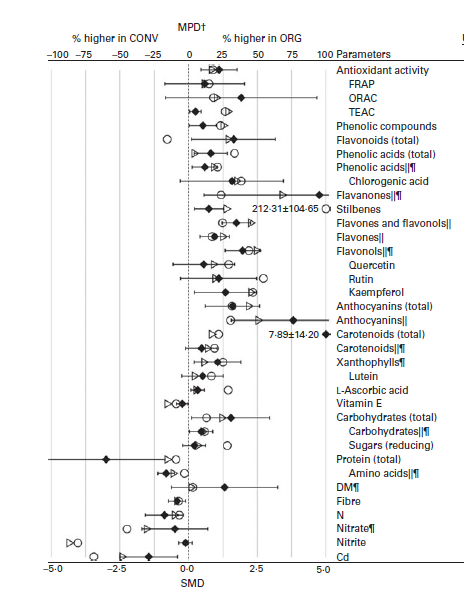 MPD†
% higher in CONV % higher in ORG
–100 –75 –50 –25 0 25 50 75 100 Parameters
Antioxidant activity
FRAP
ORAC
TEAC
Phenolic compounds
Flavonoids (total)
Phenolic acids (total)
Phenolic acids||¶
Chlorogenic acid
Flavanones||¶
212·31±104·65 Stilbenes
Flavones and flavonols||
Flavones||
Flavonols||¶
Quercetin
Rutin
Kaempferol
Anthocyanins (total)
Anthocyanins||
7·89±14·20 Carotenoids (total)
Carotenoids||¶
Xanthophylls¶
Lutein
L-Ascorbic acid
Vitamin E
Carbohydrates (total)
Carbohydrates||¶
Sugars (reducing)
Protein (total)
Amino acids||¶
DM¶
Fibre
N
Nitrate¶
Nitrite
Cd
–5·0 –2·5 0·0 2·5 5·0
SMD